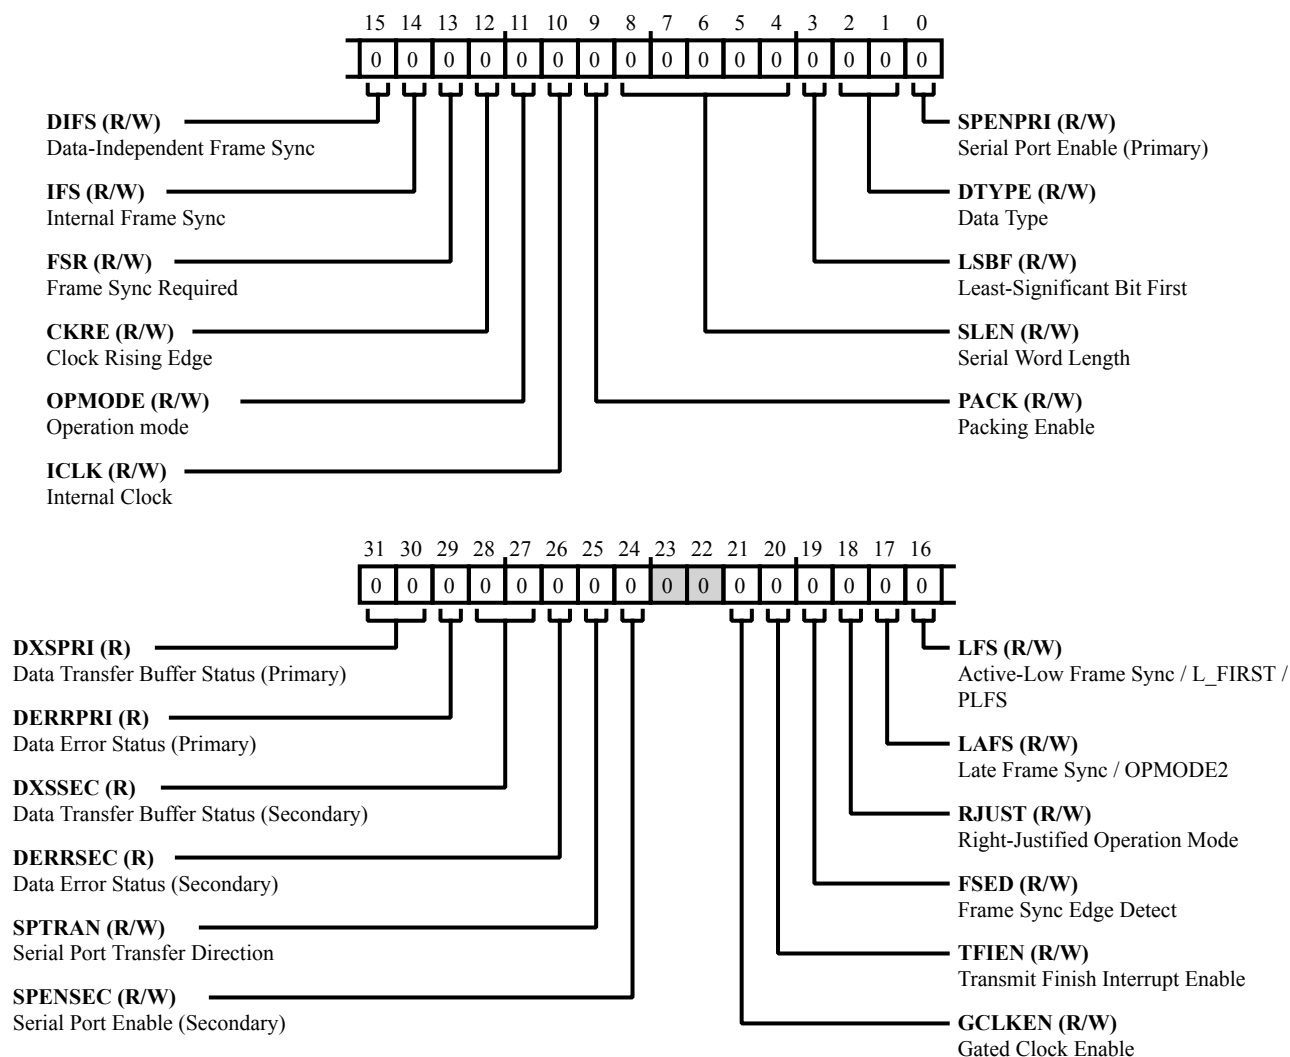 15 14 13 12 11 10 9 8 7 6 5 4 3 2 1 0
0 0 0 0 0 0 0 0 0 0 0 0 0 0 0 0
DIFS (R/W)
Data-Independent Frame Sync
IFS (R/W)
Internal Frame Sync
FSR (R/W)
Frame Sync Required
CKRE (R/W)
Clock Rising Edge
OPMODE (R/W)
Operation mode
ICLK (R/W)
Internal Clock
SPENPRI (R/W)
Serial Port Enable (Primary)
DTYPE (R/W)
Data Type
LSBF (R/W)
Least-Significant Bit First
SLEN (R/W)
Serial Word Length
PACK (R/W)
Packing Enable
31 30 29 28 27 26 25 24 23 22 21 20 19 18 17 16
0 0 0 0 0 0 0 0 0 0 0 0 0 0 0 0
DXSPRI (R)
Data Transfer Buffer Status (Primary)
DERRPRI (R)
Data Error Status (Primary)
DXSSEC (R)
Data Transfer Buffer Status (Secondary)
DERRSEC (R)
Data Error Status (Secondary)
SPTRAN (R/W)
Serial Port Transfer Direction
SPENSEC (R/W)
Serial Port Enable (Secondary)
LFS (R/W)
Active-Low Frame Sync / L_FIRST /
PLFS
LAFS (R/W)
Late Frame Sync / OPMODE2
RJUST (R/W)
Right-Justified Operation Mode
FSED (R/W)
Frame Sync Edge Detect
TFIEN (R/W)
Transmit Finish Interrupt Enable
GCLKEN (R/W)
Gated Clock Enable